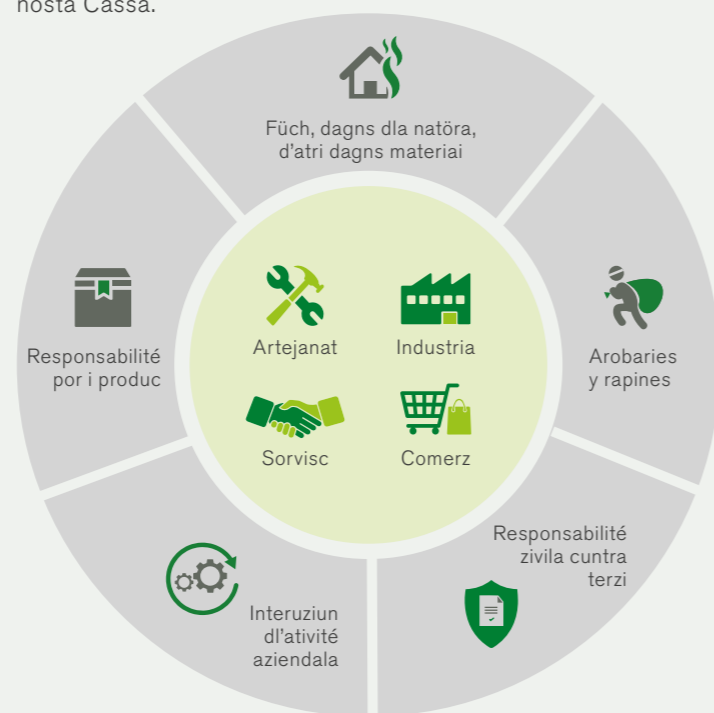 nosta Cassa.
Füch, dagns dla natöra,
d'atri dagns materiai
Responsabilité
por i produc
Artejanat
Industria
Arobaries
y rapines
Sorvisc
Comerz
Responsabilité
zivila cuntra
terzi
Interuziun
dl'ativité
aziendala